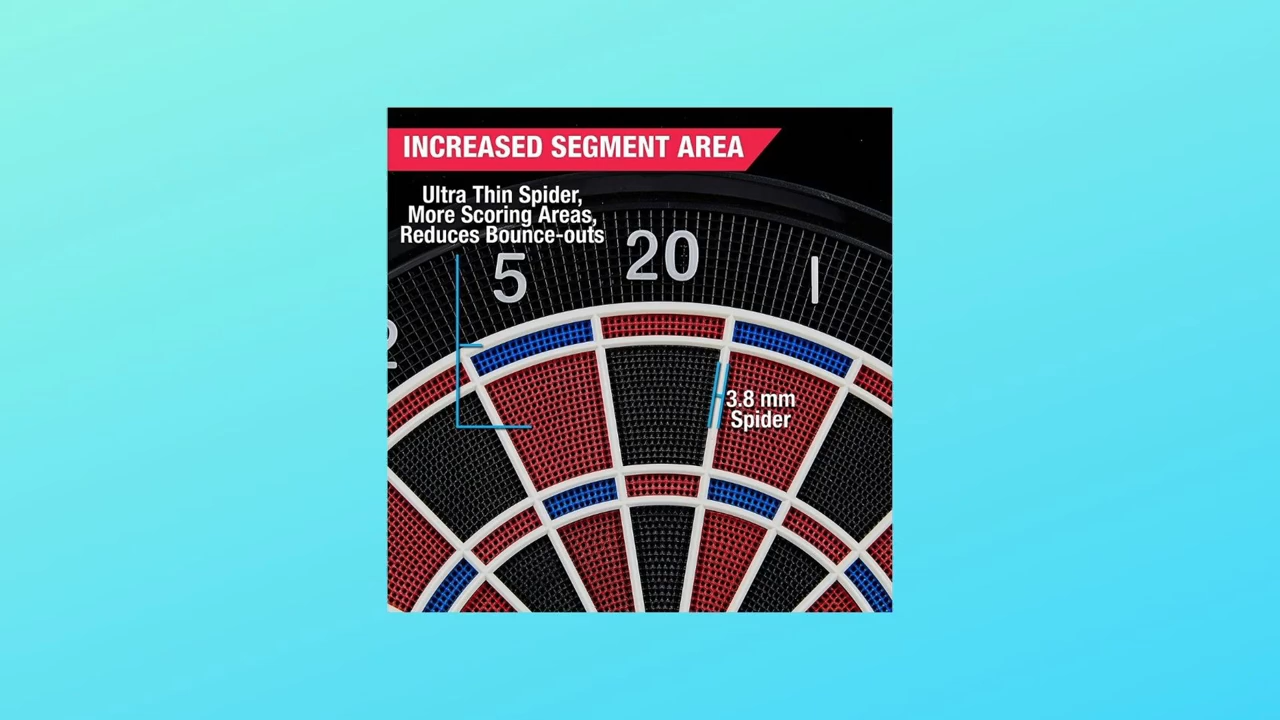 INCREASED SEGMENT AREA
Ultra Thin Spider,
More Scoring Areas,
Reduces Bounce-outs
5
20
1
3.8 mm
Spider